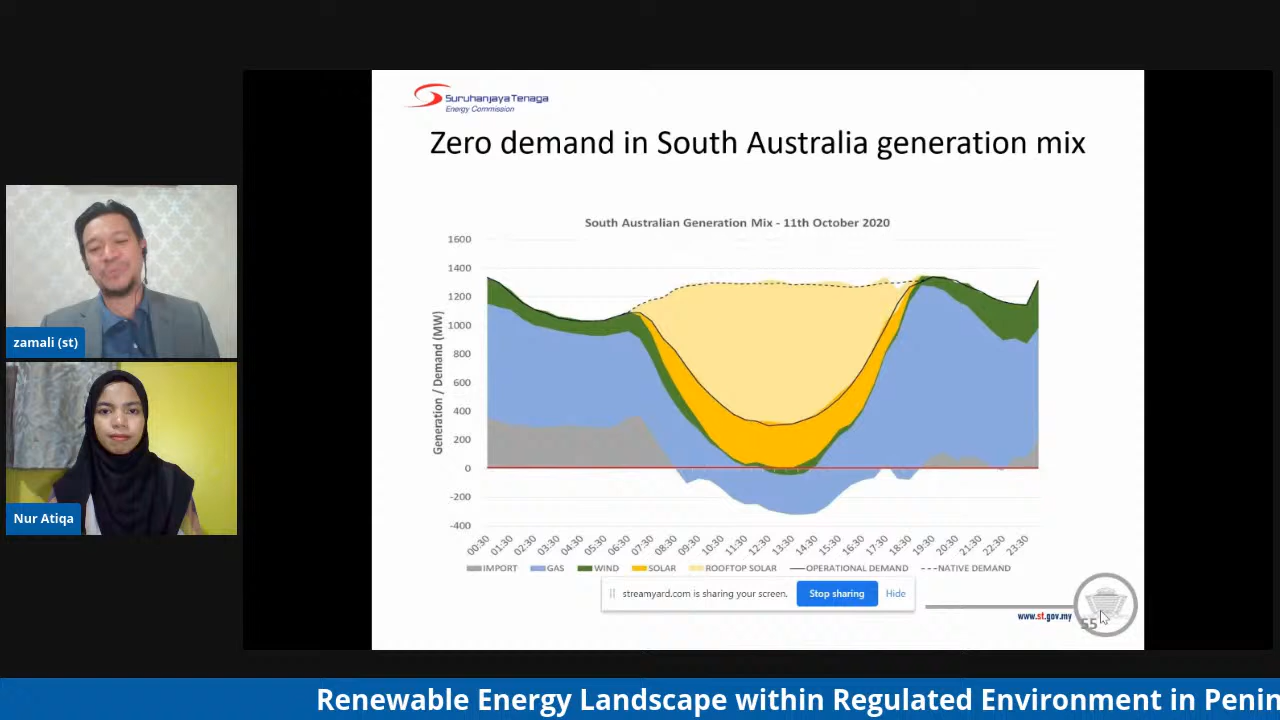 Suruhanjaya Tenaga
Energy Commission
Zero demand in South Australia generation mix
South Australian Generation Mix - 11th October 2020
Generation / Demand (MW)
1600
1400
1200
1000
800
600
400
200
0
-200
-400
00:30 01:30 02:30 03:30 04:30 05:30 06:30 07:30 08:30 09:30 10:30 11:30 12:30 13:30 14:30 15:30 16:30 17:30 18:30 19:30 20:30 21:30 22:30 23:30
IMPORT GAS WIND SOLAR ROOFTOP SOLAR OPERATIONAL DEMAND NATIVE DEMAND
streamyard.com is sharing your screen. Stop sharing Hide
www.st.gov.my
55
zamali (st)
Nur Atiqa
Renewable Energy Landscape within Regulated Environment in Penin